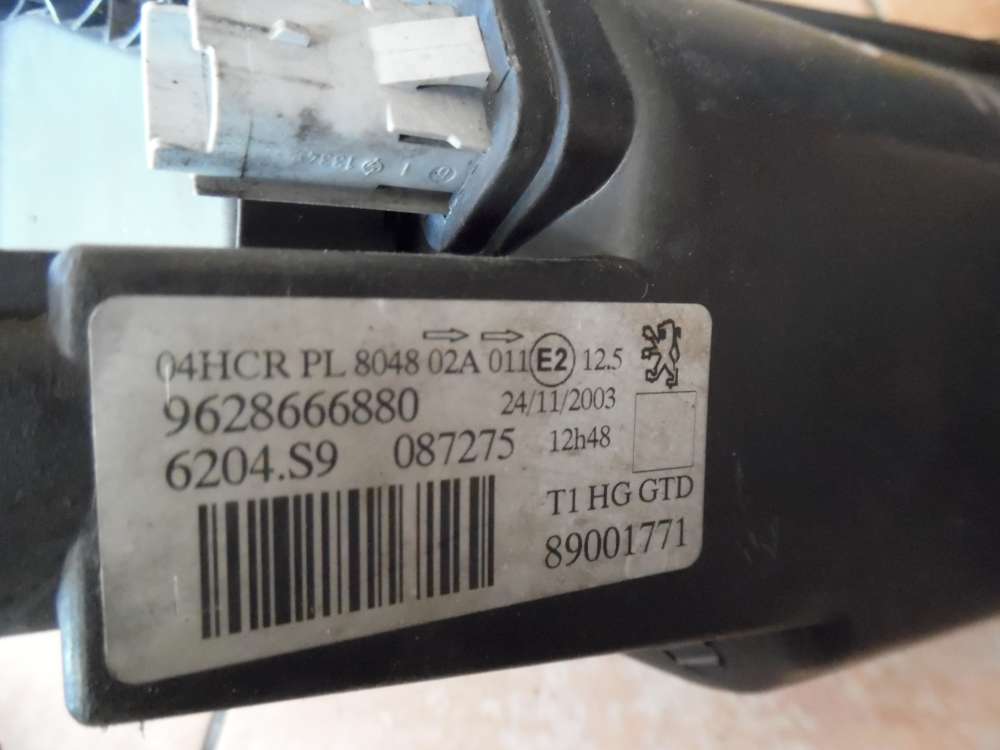 04HCR PL 8048 02A 011 E2 12.5
9628666880 24/11/2003
6204.S9 087275 12h48
T1 HG GTD
89001771